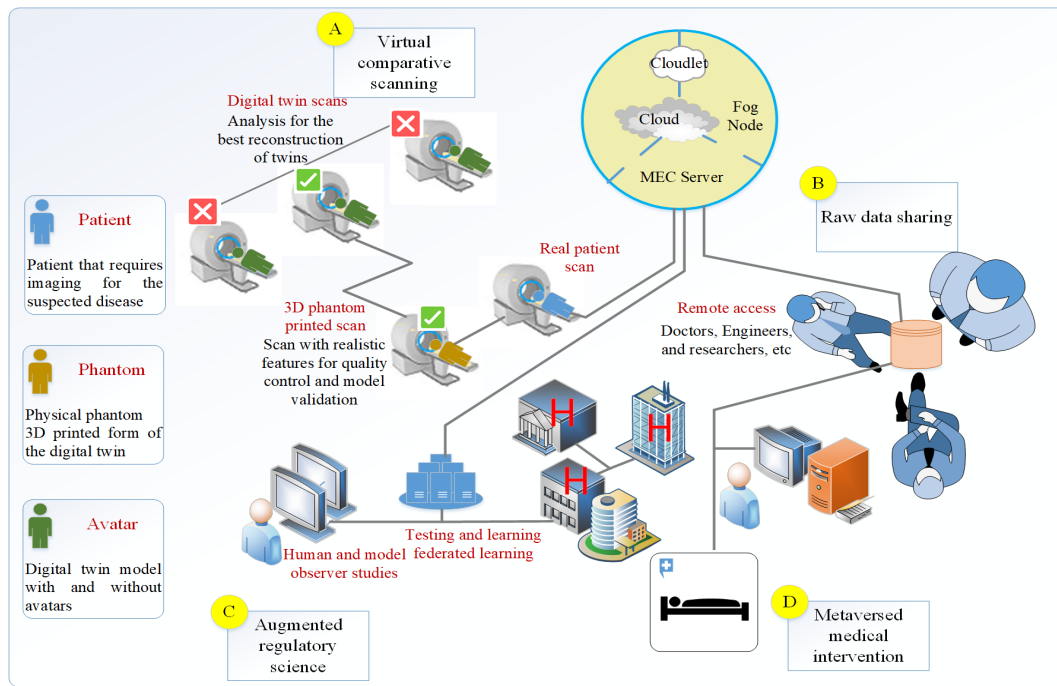 A
Virtual
comparative
scanning
Digital twin scans
Analysis for the
best reconstruction
of twins
Cloudlet
Cloud
Fog
Node
MEC Server
B
Raw data sharing
Patient
Patient that requires
imaging for the
suspected disease
Real patient
scan
3D phantom
printed scan
Scan with realistic
features for quality
control and model
validation
Remote access
Doctors, Engineers,
and researchers, etc
Phantom
Physical phantom
3D printed form of
the digital twin
H
H
H
Avatar
Digital twin model
with and without
avatars
Human and model
observer studies
Testing and learning
federated learning
C
Augmented
regulatory
science
D
Metaversed
medical
intervention